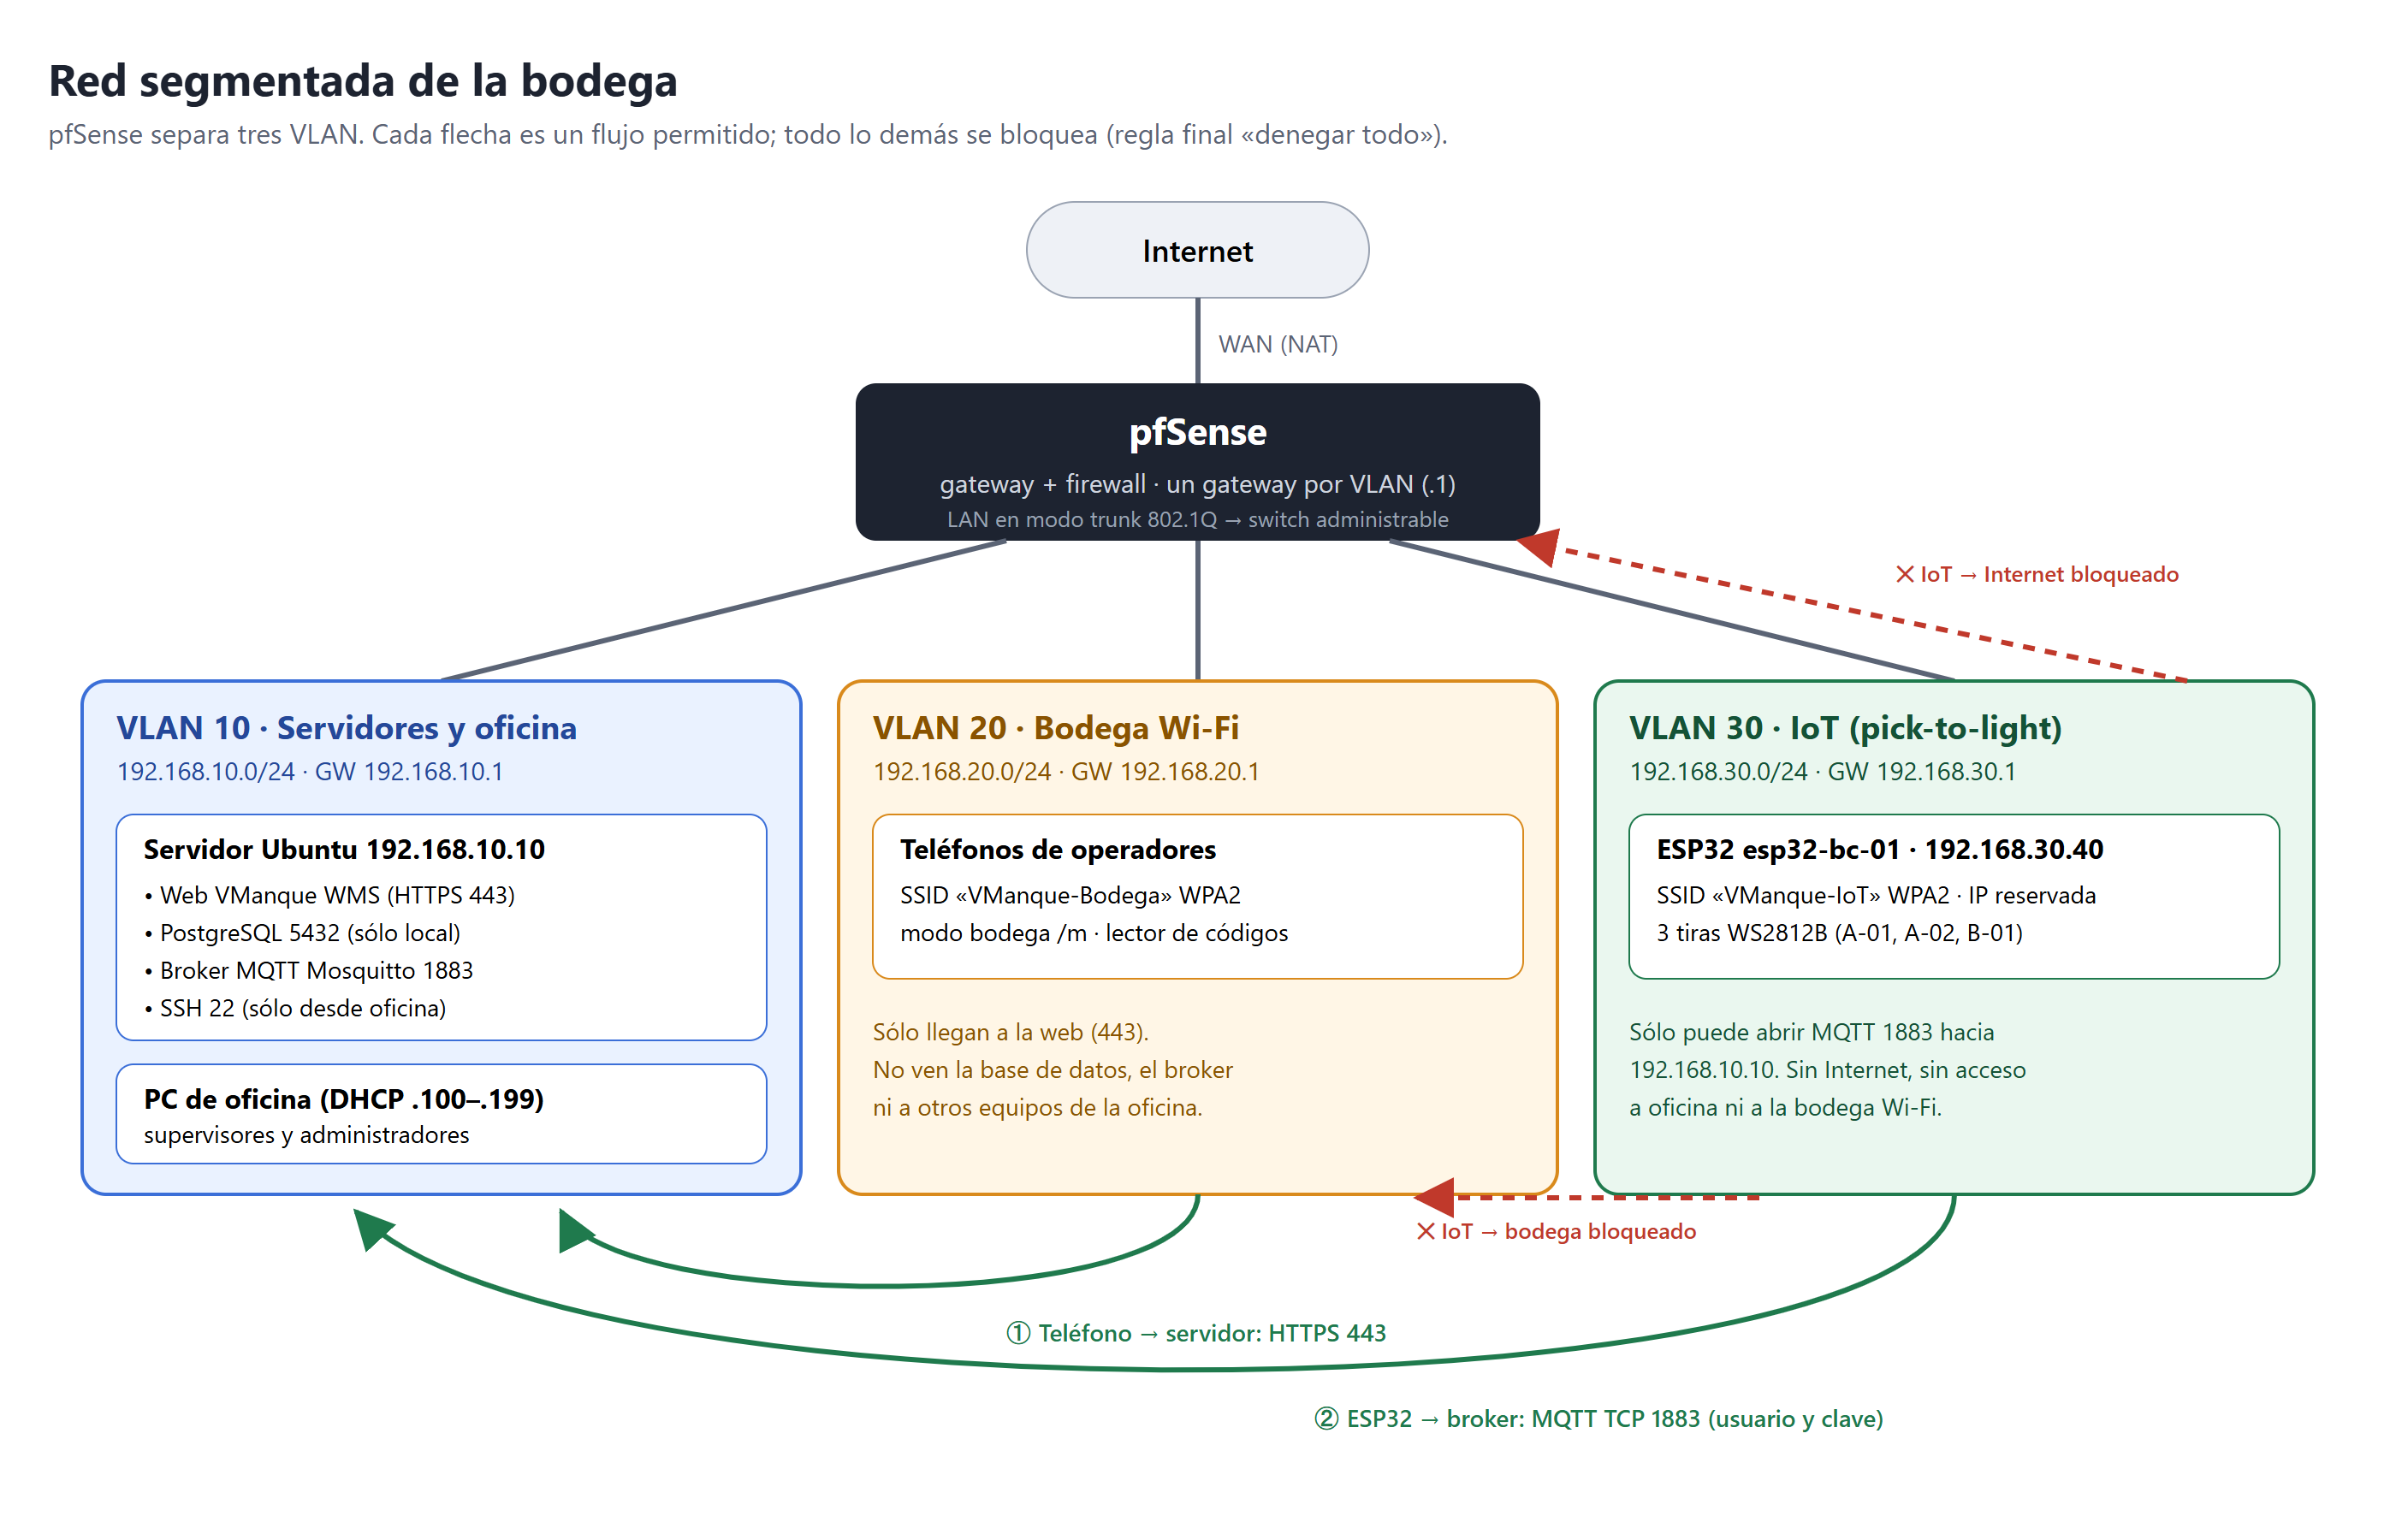 Red segmentada de la bodega
pfSense separa tres VLAN. Cada flecha es un flujo permitido; todo lo demás se bloquea (regla final «denegar todo»).
Internet
WAN (NAT)
pfSense
gateway + firewall · un gateway por VLAN (.1)
LAN en modo trunk 802.1Q → switch administrable
✕ IoT → Internet bloqueado
VLAN 10 · Servidores y oficina
192.168.10.0/24 · GW 192.168.10.1
Servidor Ubuntu 192.168.10.10
• Web VManque WMS (HTTPS 443)
• PostgreSQL 5432 (sólo local)
• Broker MQTT Mosquitto 1883
• SSH 22 (sólo desde oficina)
PC de oficina (DHCP .100–.199)
supervisores y administradores
VLAN 20 · Bodega Wi-Fi
192.168.20.0/24 · GW 192.168.20.1
Teléfonos de operadores
SSID «VManque-Bodega» WPA2
modo bodega /m · lector de códigos
Sólo llegan a la web (443).
No ven la base de datos, el broker
ni a otros equipos de la oficina.
VLAN 30 · IoT (pick-to-light)
192.168.30.0/24 · GW 192.168.30.1
ESP32 esp32-bc-01 · 192.168.30.40
SSID «VManque-IoT» WPA2 · IP reservada
3 tiras WS2812B (A-01, A-02, B-01)
Sólo puede abrir MQTT 1883 hacia
192.168.10.10. Sin Internet, sin acceso
a oficina ni a la bodega Wi-Fi.
✕ IoT → bodega bloqueado
① Teléfono → servidor: HTTPS 443
② ESP32 → broker: MQTT TCP 1883 (usuario y clave)